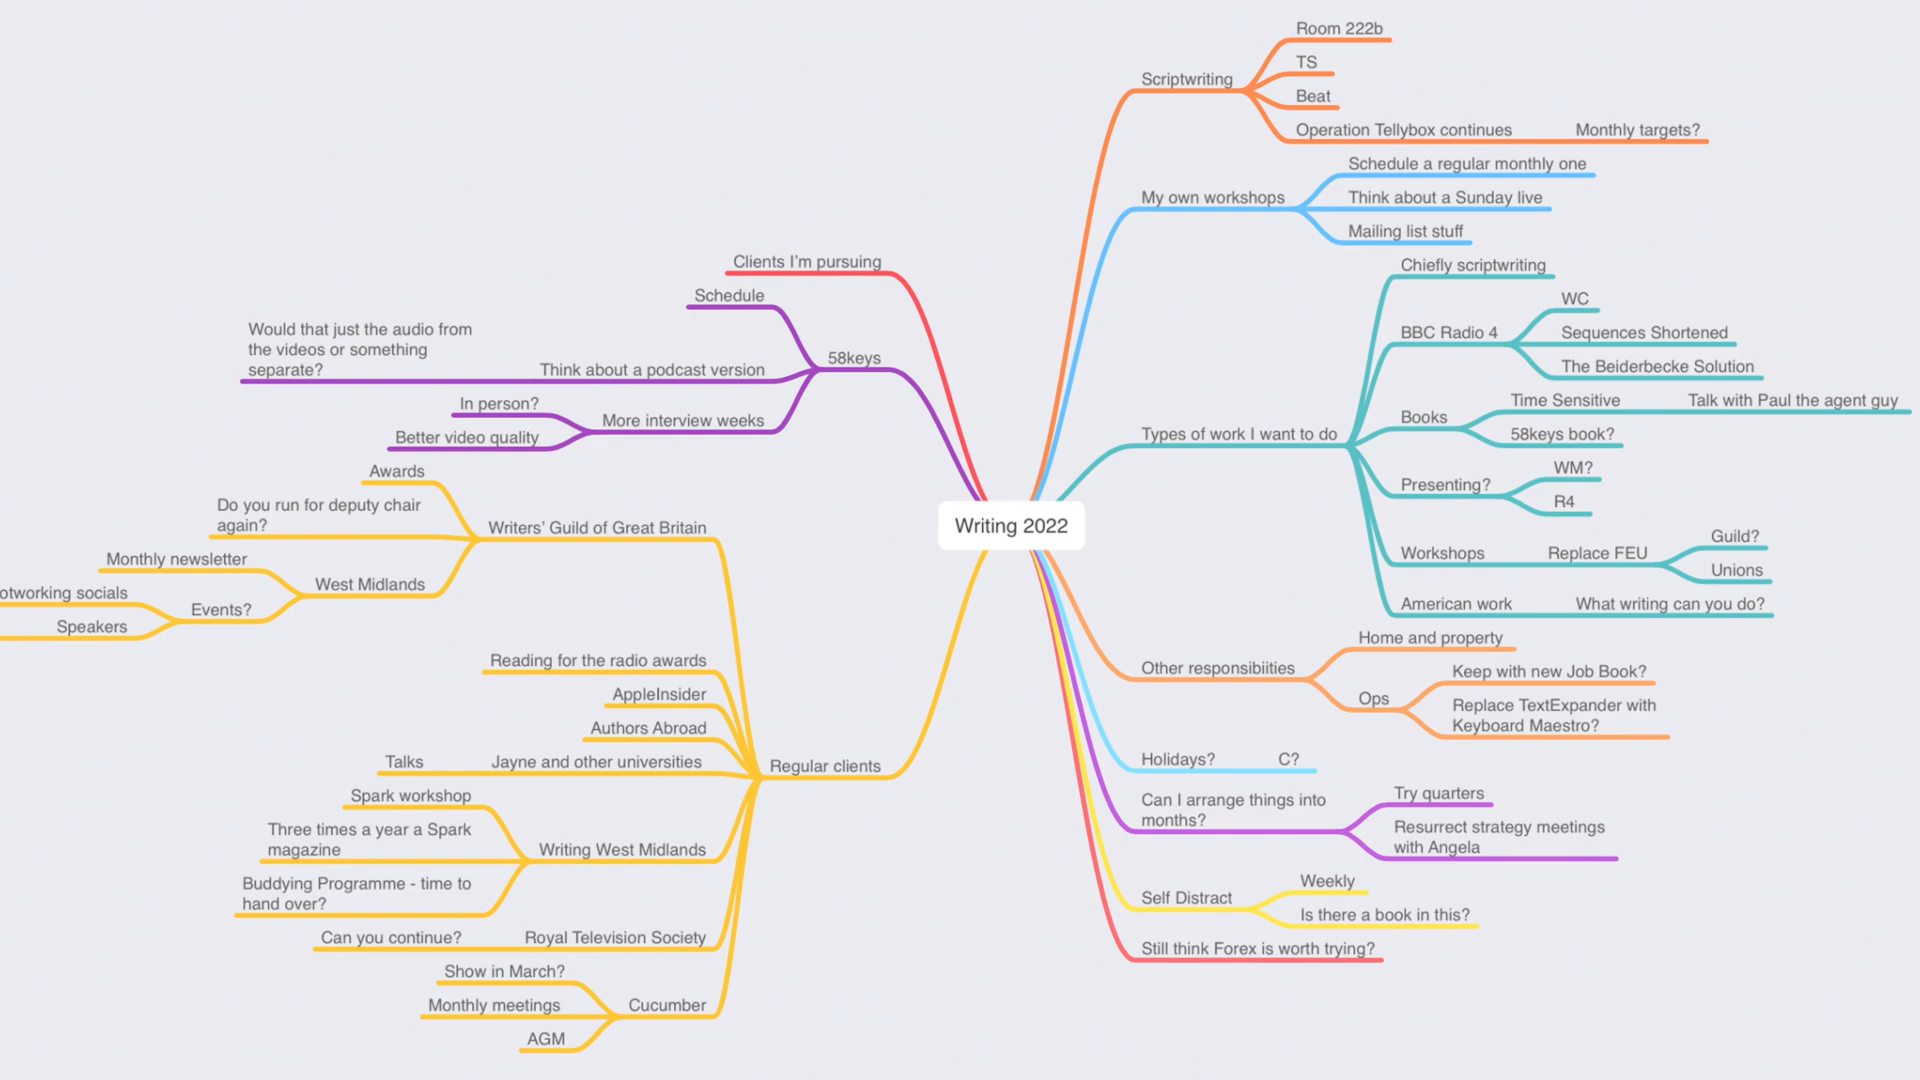 Writing 2022
Scriptwriting
Room 222b
TS
Beat
Operation Tellybox continues
Monthly targets?
My own workshops
Schedule a regular monthly one
Think about a Sunday live
Mailing list stuff
Types of work I want to do
Chiefly scriptwriting
BBC Radio 4
WC
Sequences Shortened
The Beiderbecke Solution
Books
Time Sensitive
Talk with Paul the agent guy
58keys book?
Presenting?
WM?
R4
Workshops
Replace FEU
Guild?
Unions
American work
What writing can you do?
Other responsibiities
Home and property
Ops
Keep with new Job Book?
Replace TextExpander with
Keyboard Maestro?
Holidays?
C?
Can I arrange things into
months?
Try quarters
Resurrect strategy meetings
with Angela
Self Distract
Weekly
Is there a book in this?
Still think Forex is worth trying?
Clients I’m pursuing
58keys
Schedule
Think about a podcast version
Would that just the audio from
the videos or something
separate?
More interview weeks
In person?
Better video quality
Regular clients
Writers’ Guild of Great Britain
Awards
Do you run for deputy chair
again?
West Midlands
Monthly newsletter
Events?
otworking socials
Speakers
Reading for the radio awards
AppleInsider
Authors Abroad
Jayne and other universities
Talks
Writing West Midlands
Spark workshop
Three times a year a Spark
magazine
Buddying Programme - time to
hand over?
Royal Television Society
Can you continue?
Cucumber
Show in March?
Monthly meetings
AGM